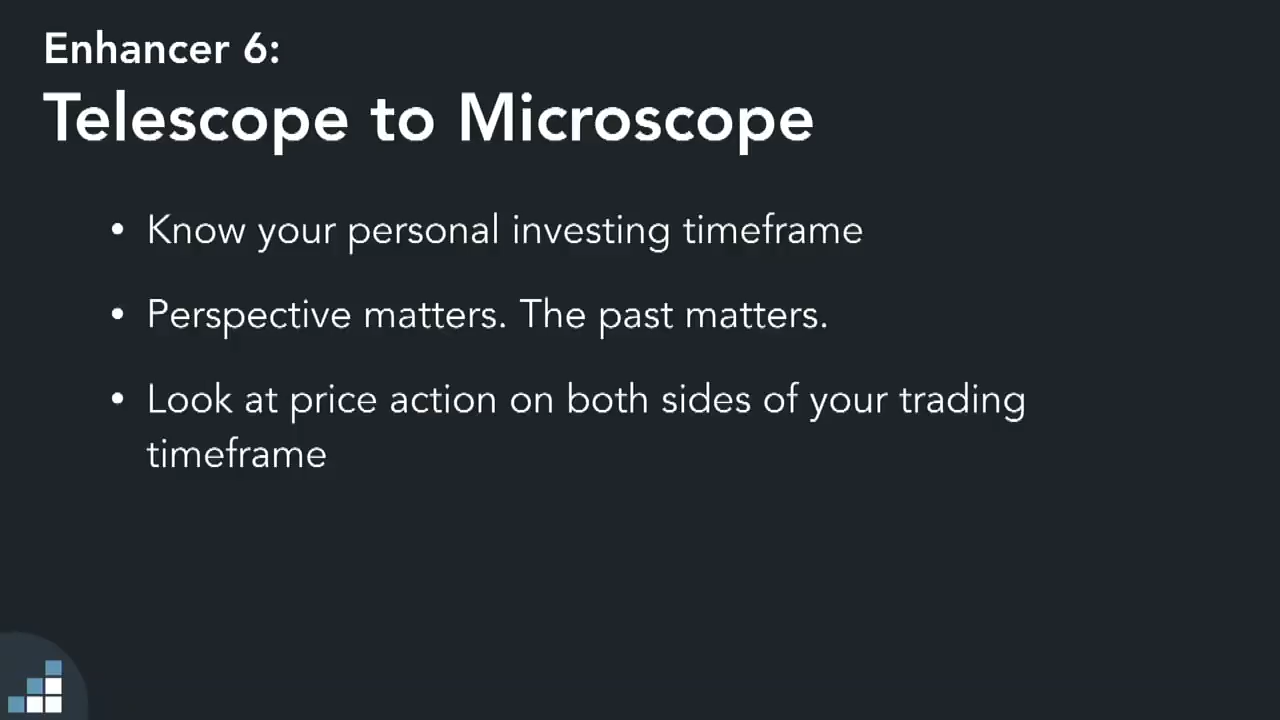 Enhancer 6:
Telescope to Microscope
• Know your personal investing timeframe
• Perspective matters. The past matters.
• Look at price action on both sides of your trading
timeframe